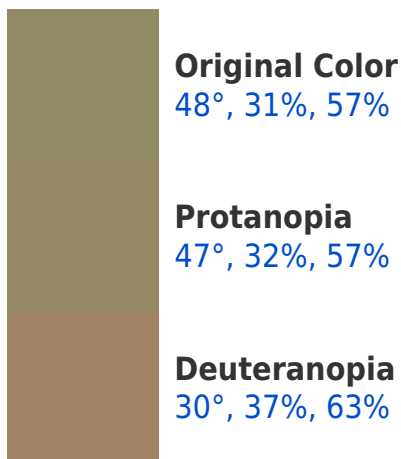 Original Color
48°, 31%, 57%
Protanopia
47°, 32%, 57%
Deuteranopia
30°, 37%, 63%